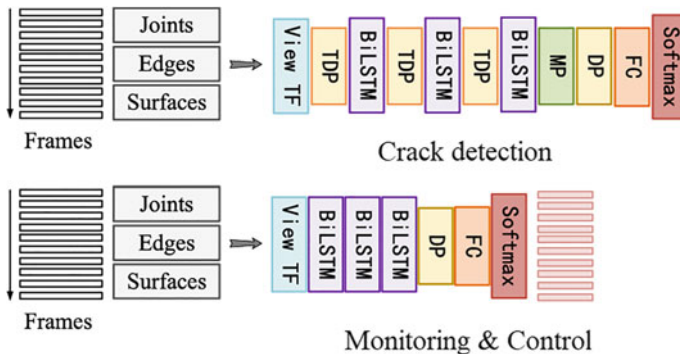 Joints
Edges
Surfaces
Frames
View TF
TDP
BiLSTM
TDP
BiLSTM
TDP
BiLSTM
MP
DP
FC
Softmax
Crack detection
Joints
Edges
Surfaces
Frames
View TF
BiLSTM
BiLSTM
BiLSTM
DP
FC
Softmax
Monitoring & Control